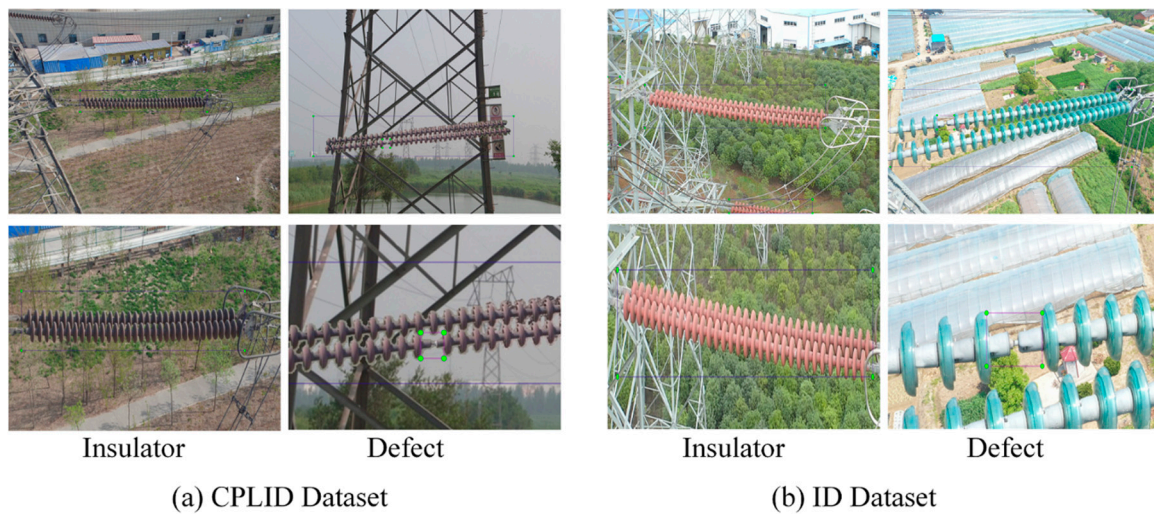 Insulator Defect Insulator Defect
(a) CPLID Dataset (b) ID Dataset